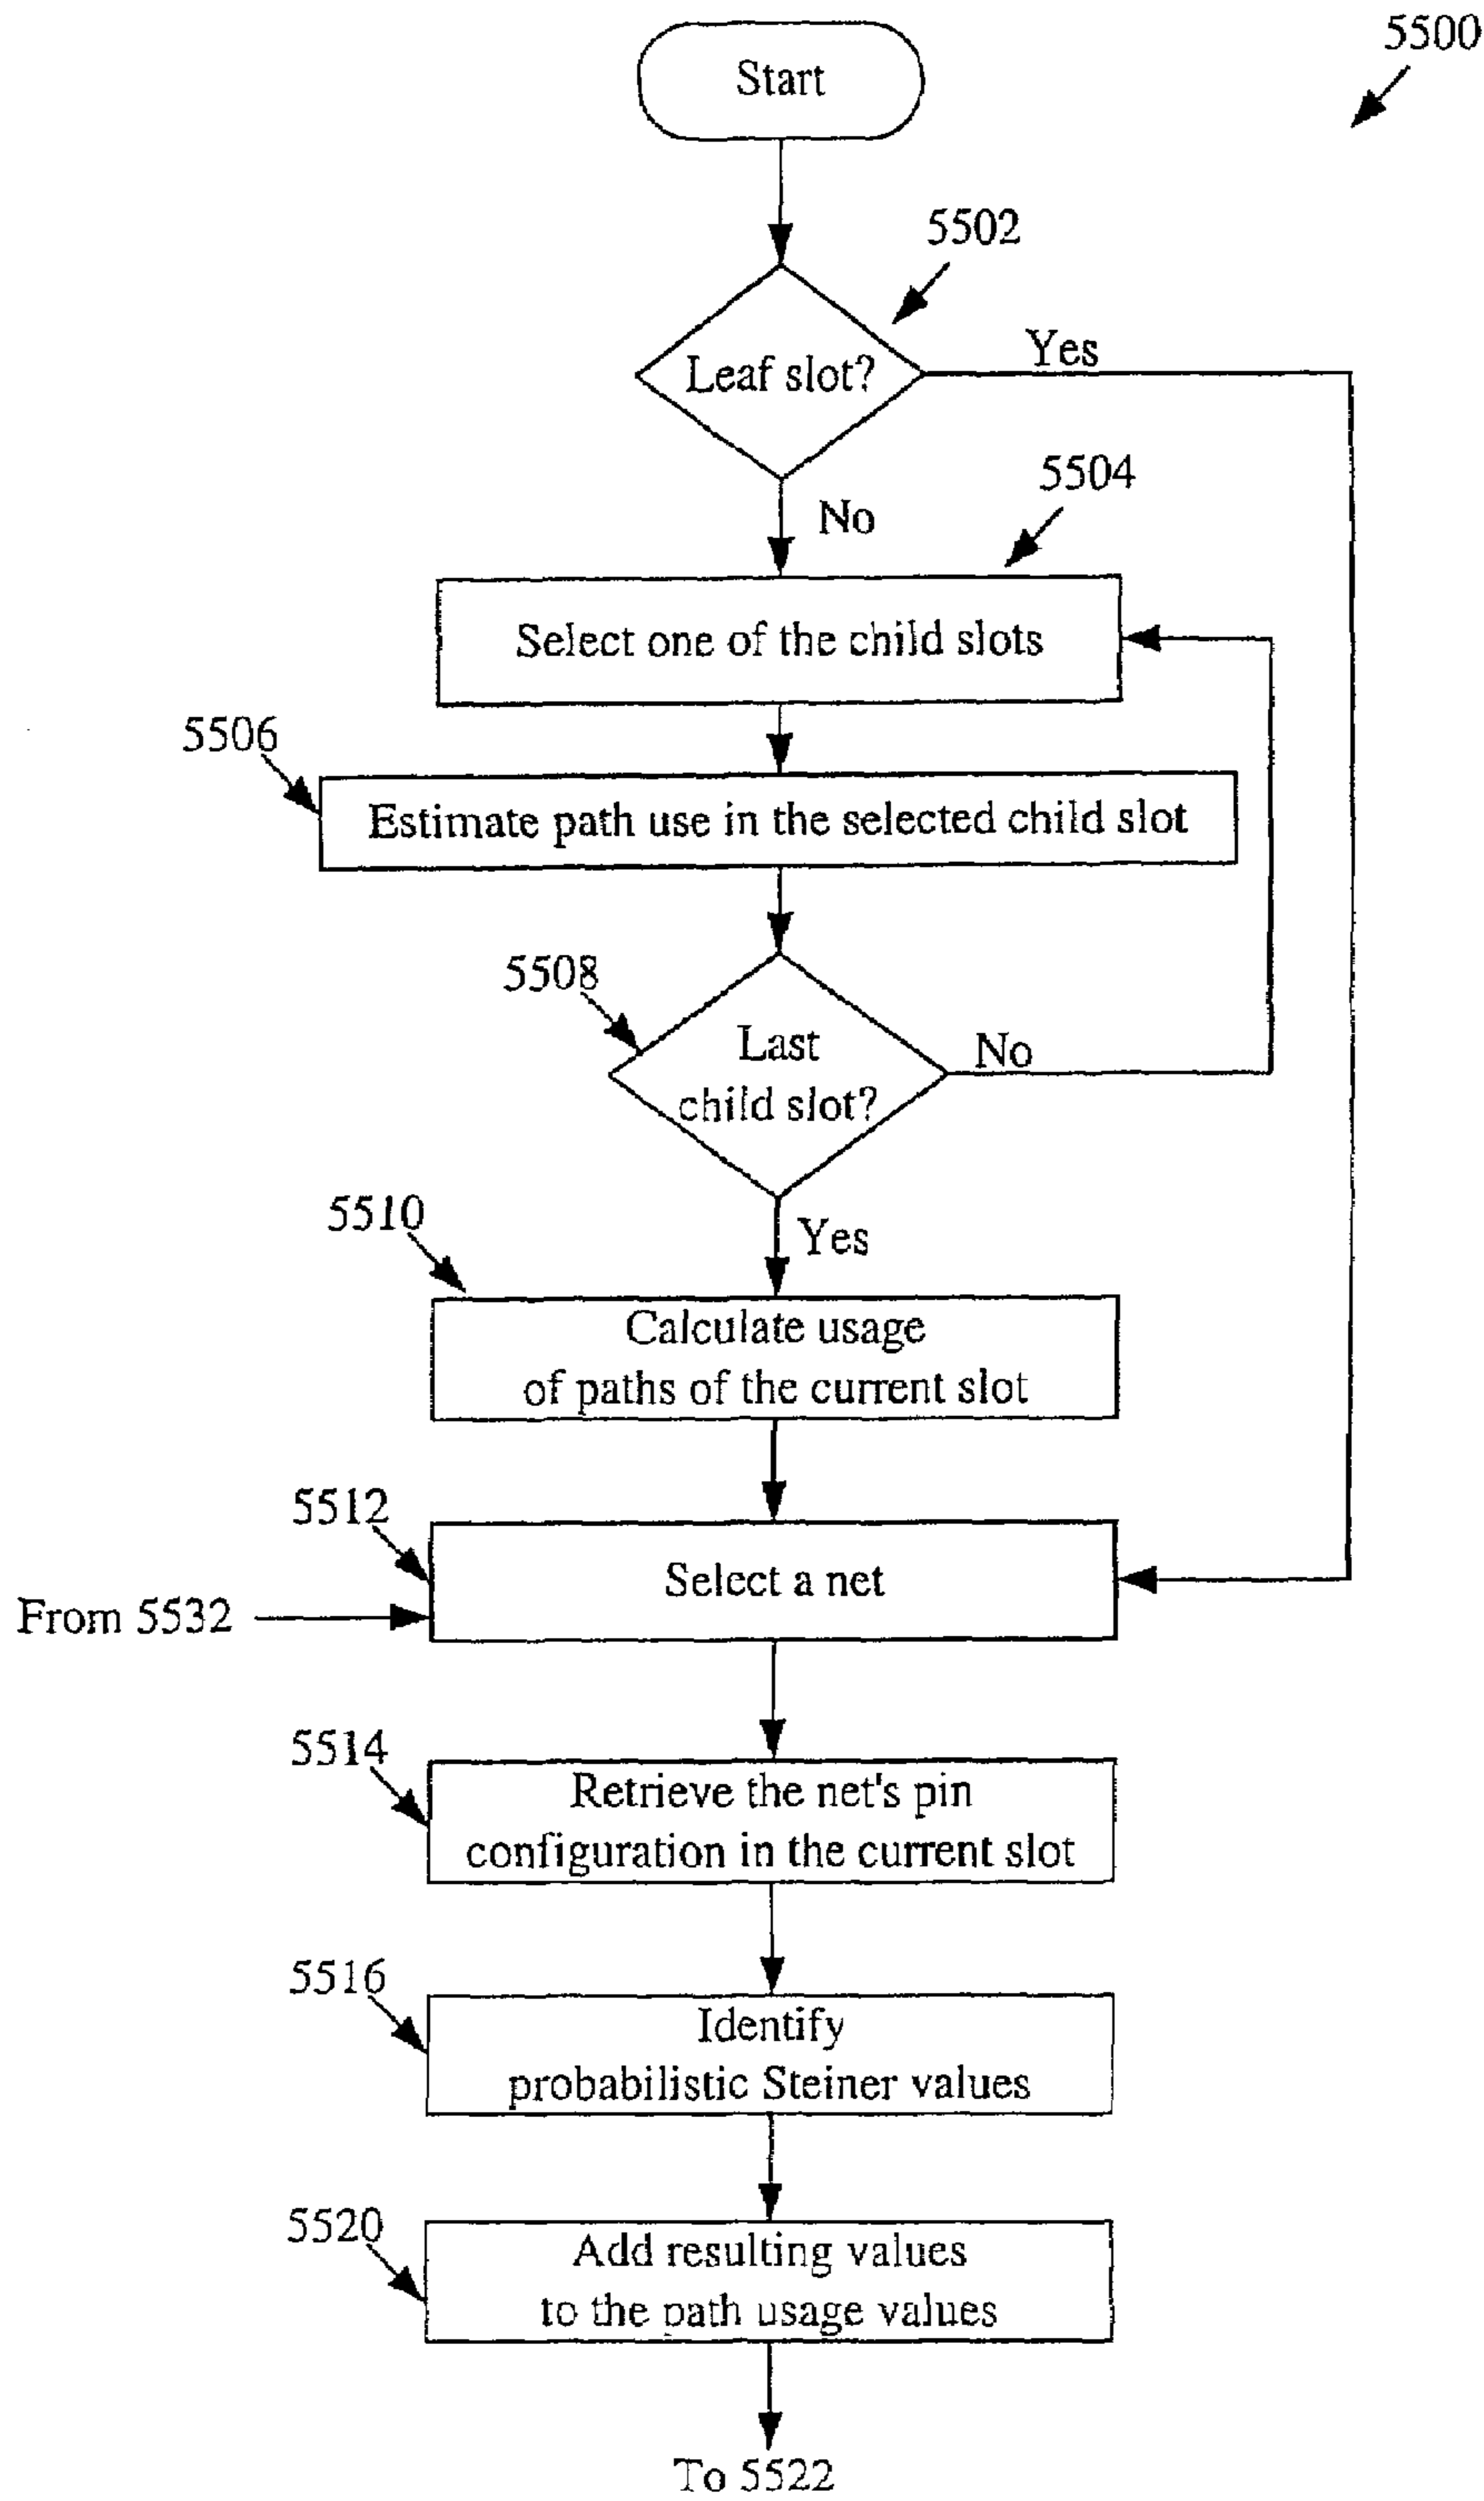 5500
Start
5502
Leaf slot?
Yes
No
5504
Select one of the child slots
5506
Estimate path use in the selected child slot
5508
Last
child slot?
No
Yes
5510
Calculate usage
of paths of the current slot
5512
Select a net
From 5532
5514
Retrieve the net's pin
configuration in the current slot
5516
Identify
probabilistic Steiner values
5520
Add resulting values
to the path usage values
To 5522